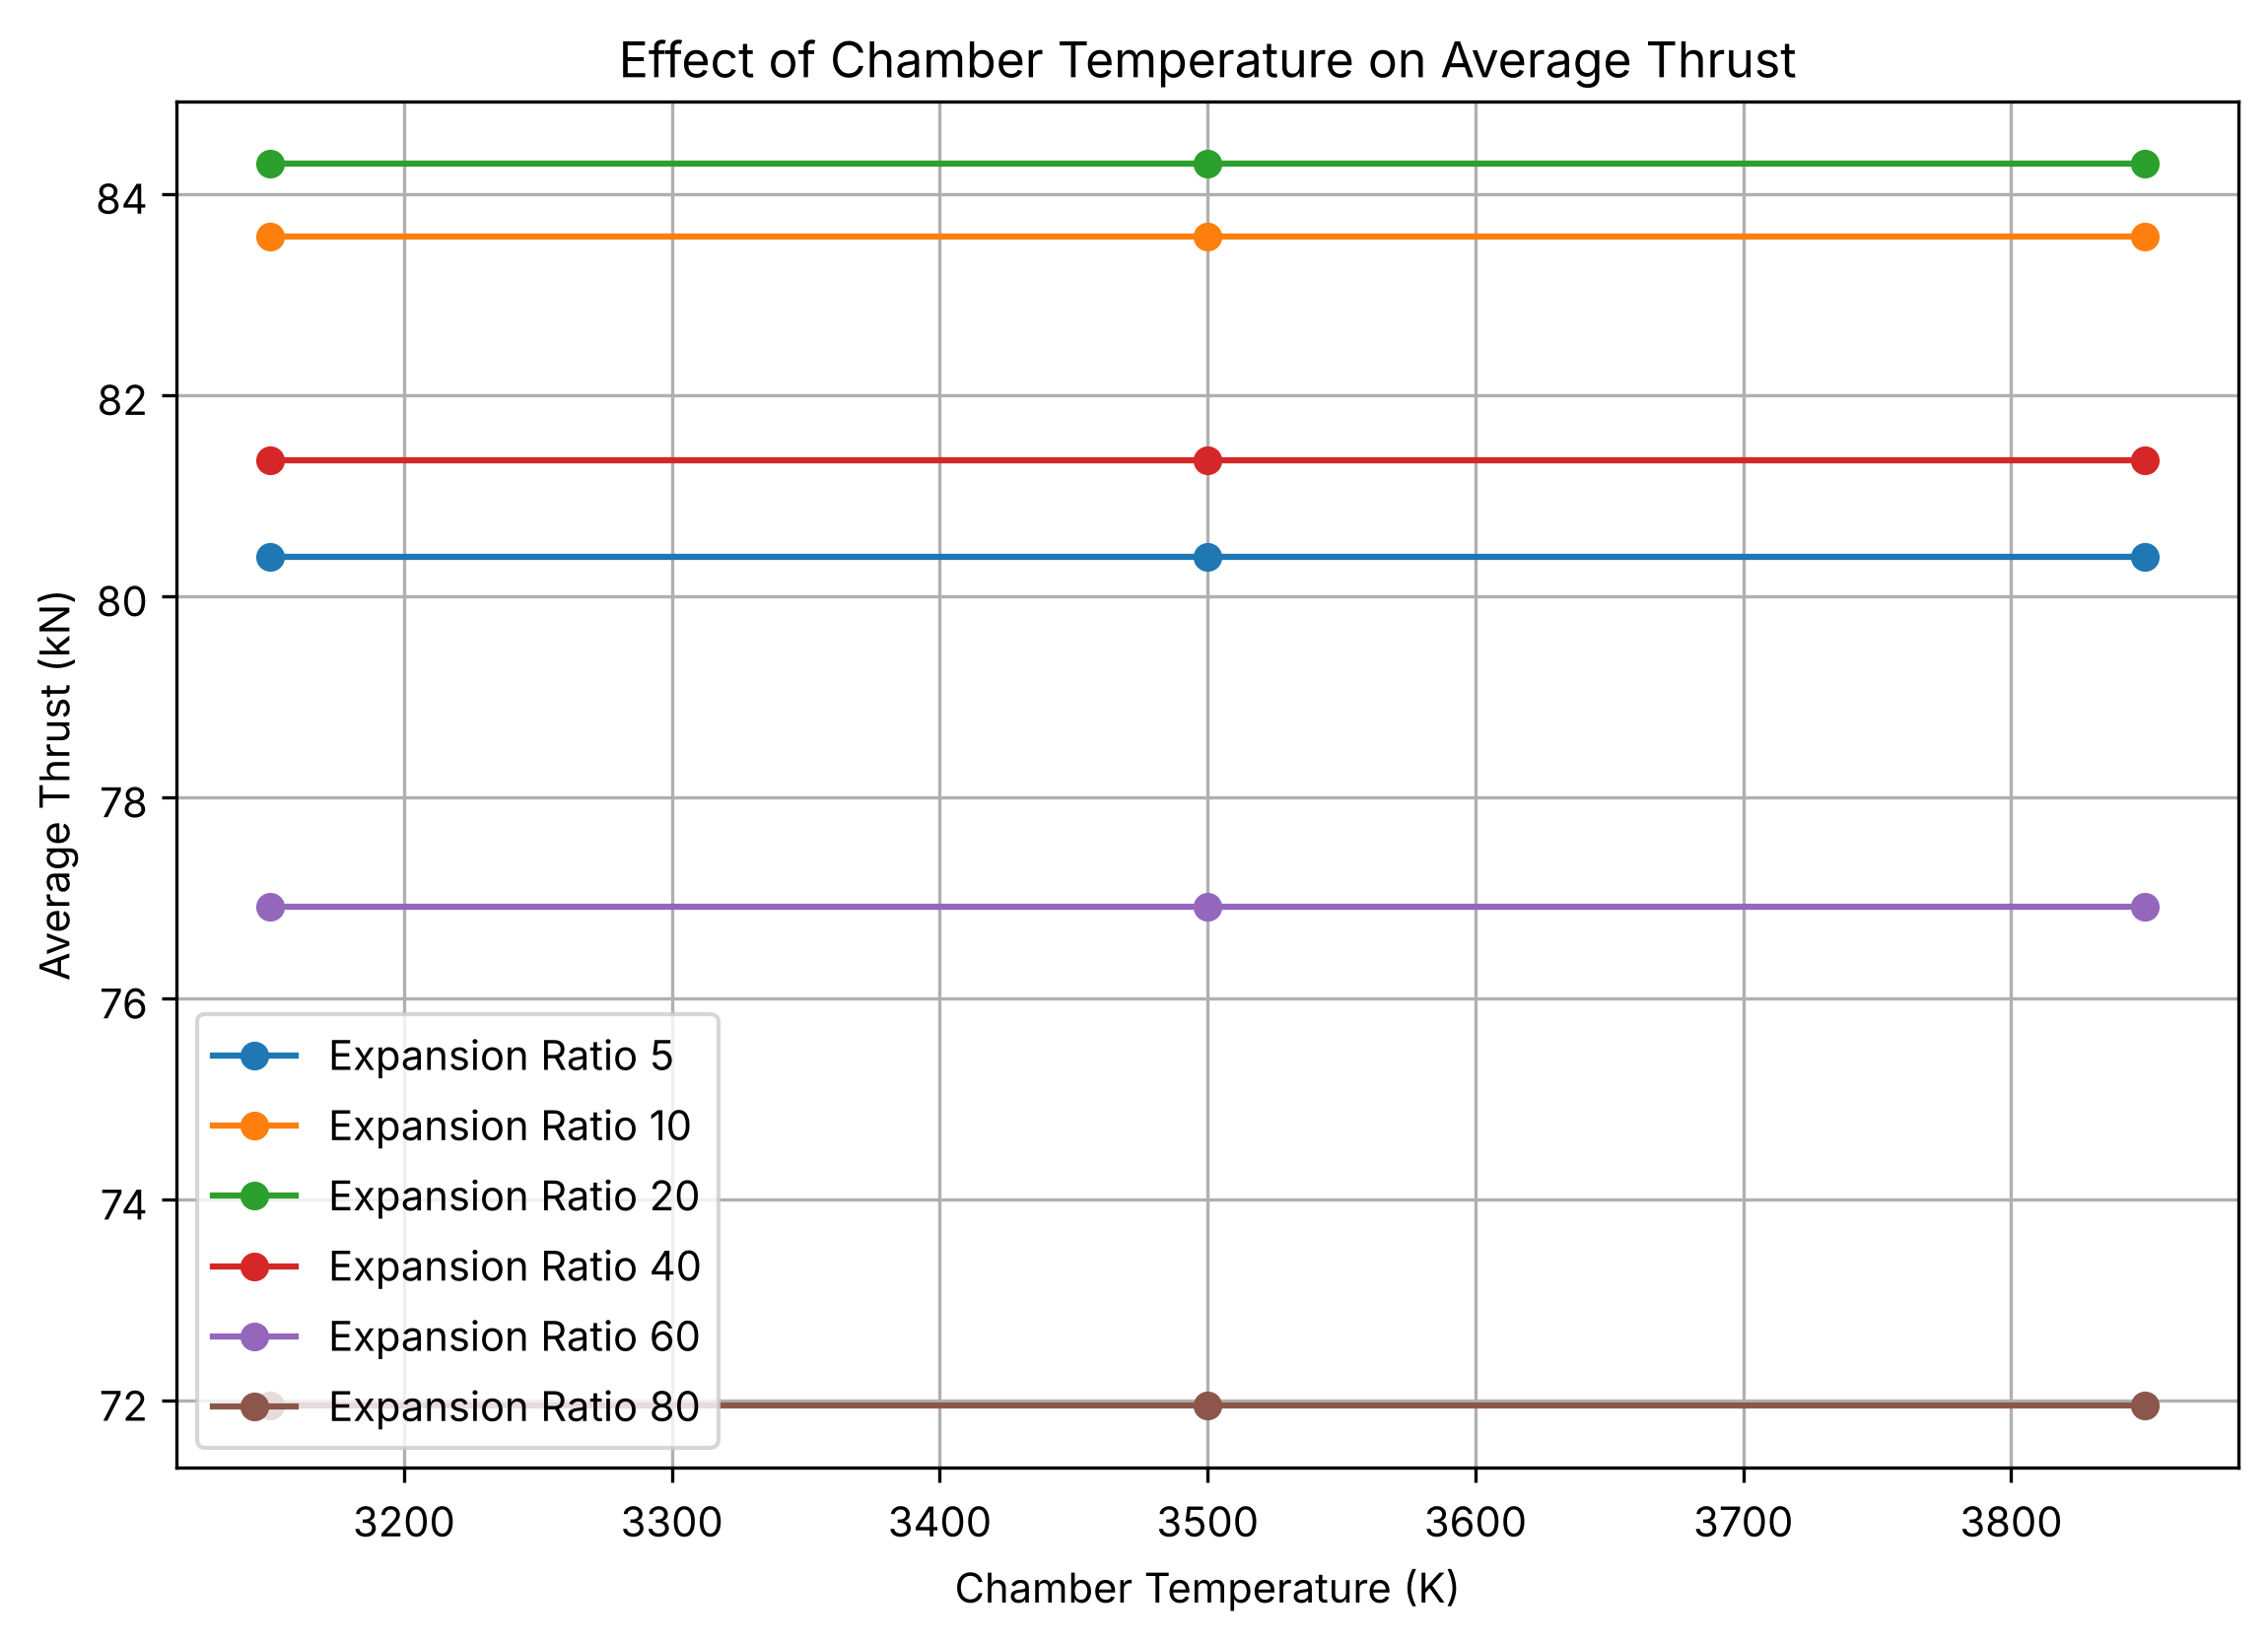 Effect of Chamber Temperature on Average Thrust
Average Thrust (kN)
84
82
80
78
76
74
72
Expansion Ratio 5
Expansion Ratio 10
Expansion Ratio 20
Expansion Ratio 40
Expansion Ratio 60
Expansion Ratio 80
3200 3300 3400 3500 3600 3700 3800
Chamber Temperature (K)